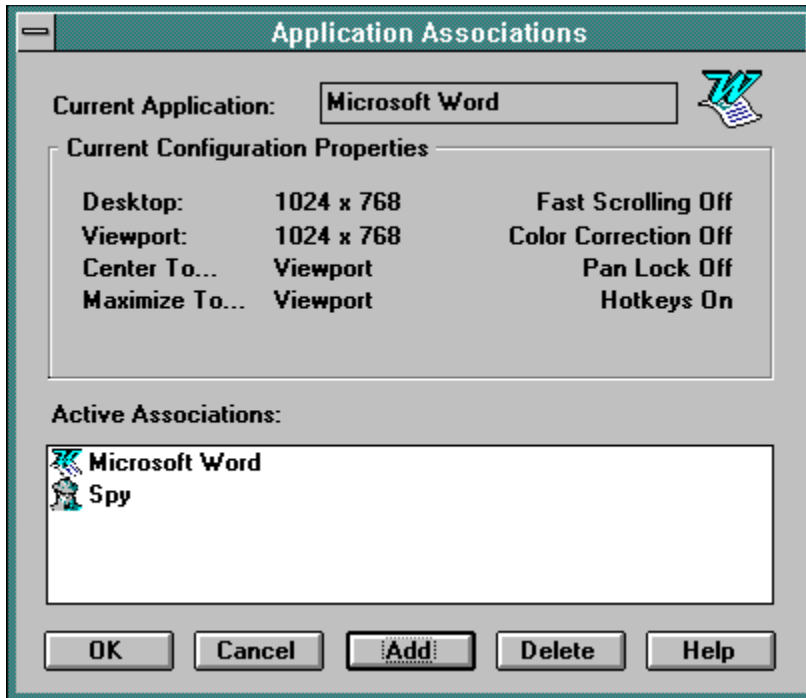 Application Associations
Current Application: Microsoft Word
Current Configuration Properties
Desktop: 1024 x 768 Fast Scrolling Off
Viewport: 1024 x 768 Color Correction Off
Center To... Viewport Pan Lock Off
Maximize To... Viewport Hotkeys On
Active Associations:
Microsoft Word
Spy
OK Cancel Add Delete Help